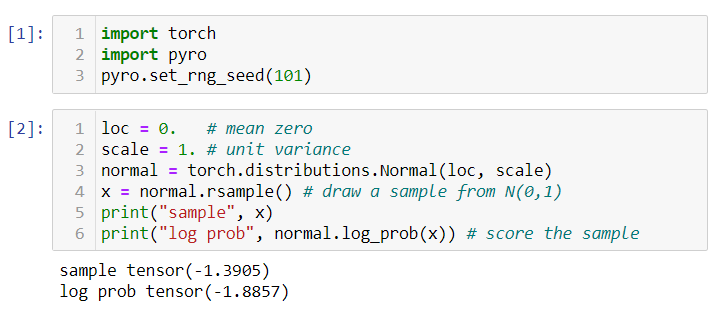 [1]:
1 import torch
2 import pyro
3 pyro.set_rng_seed(101)
[2]:
1 loc = 0.   # mean zero
2 scale = 1. # unit variance
3 normal = torch.distributions.Normal(loc, scale)
4 x = normal.rsample() # draw a sample from N(0,1)
5 print("sample", x)
6 print("log prob", normal.log_prob(x)) # score the sample
sample tensor(-1.3905)
log prob tensor(-1.8857)